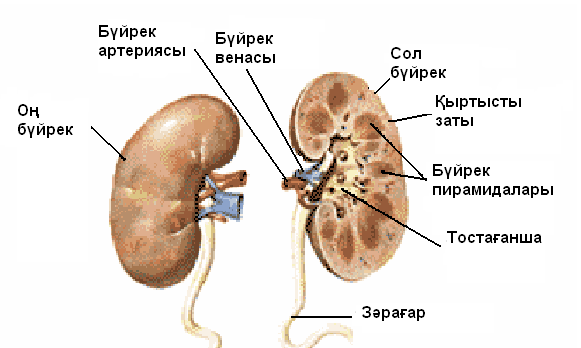 Бүйрек
артериясы
Бүйрек
венасы
Сол
бүйрек
Оң
бүйрек
Қыртысты
заты
Бүйрек
пирамидалары
Тостағанша
Зәрағар